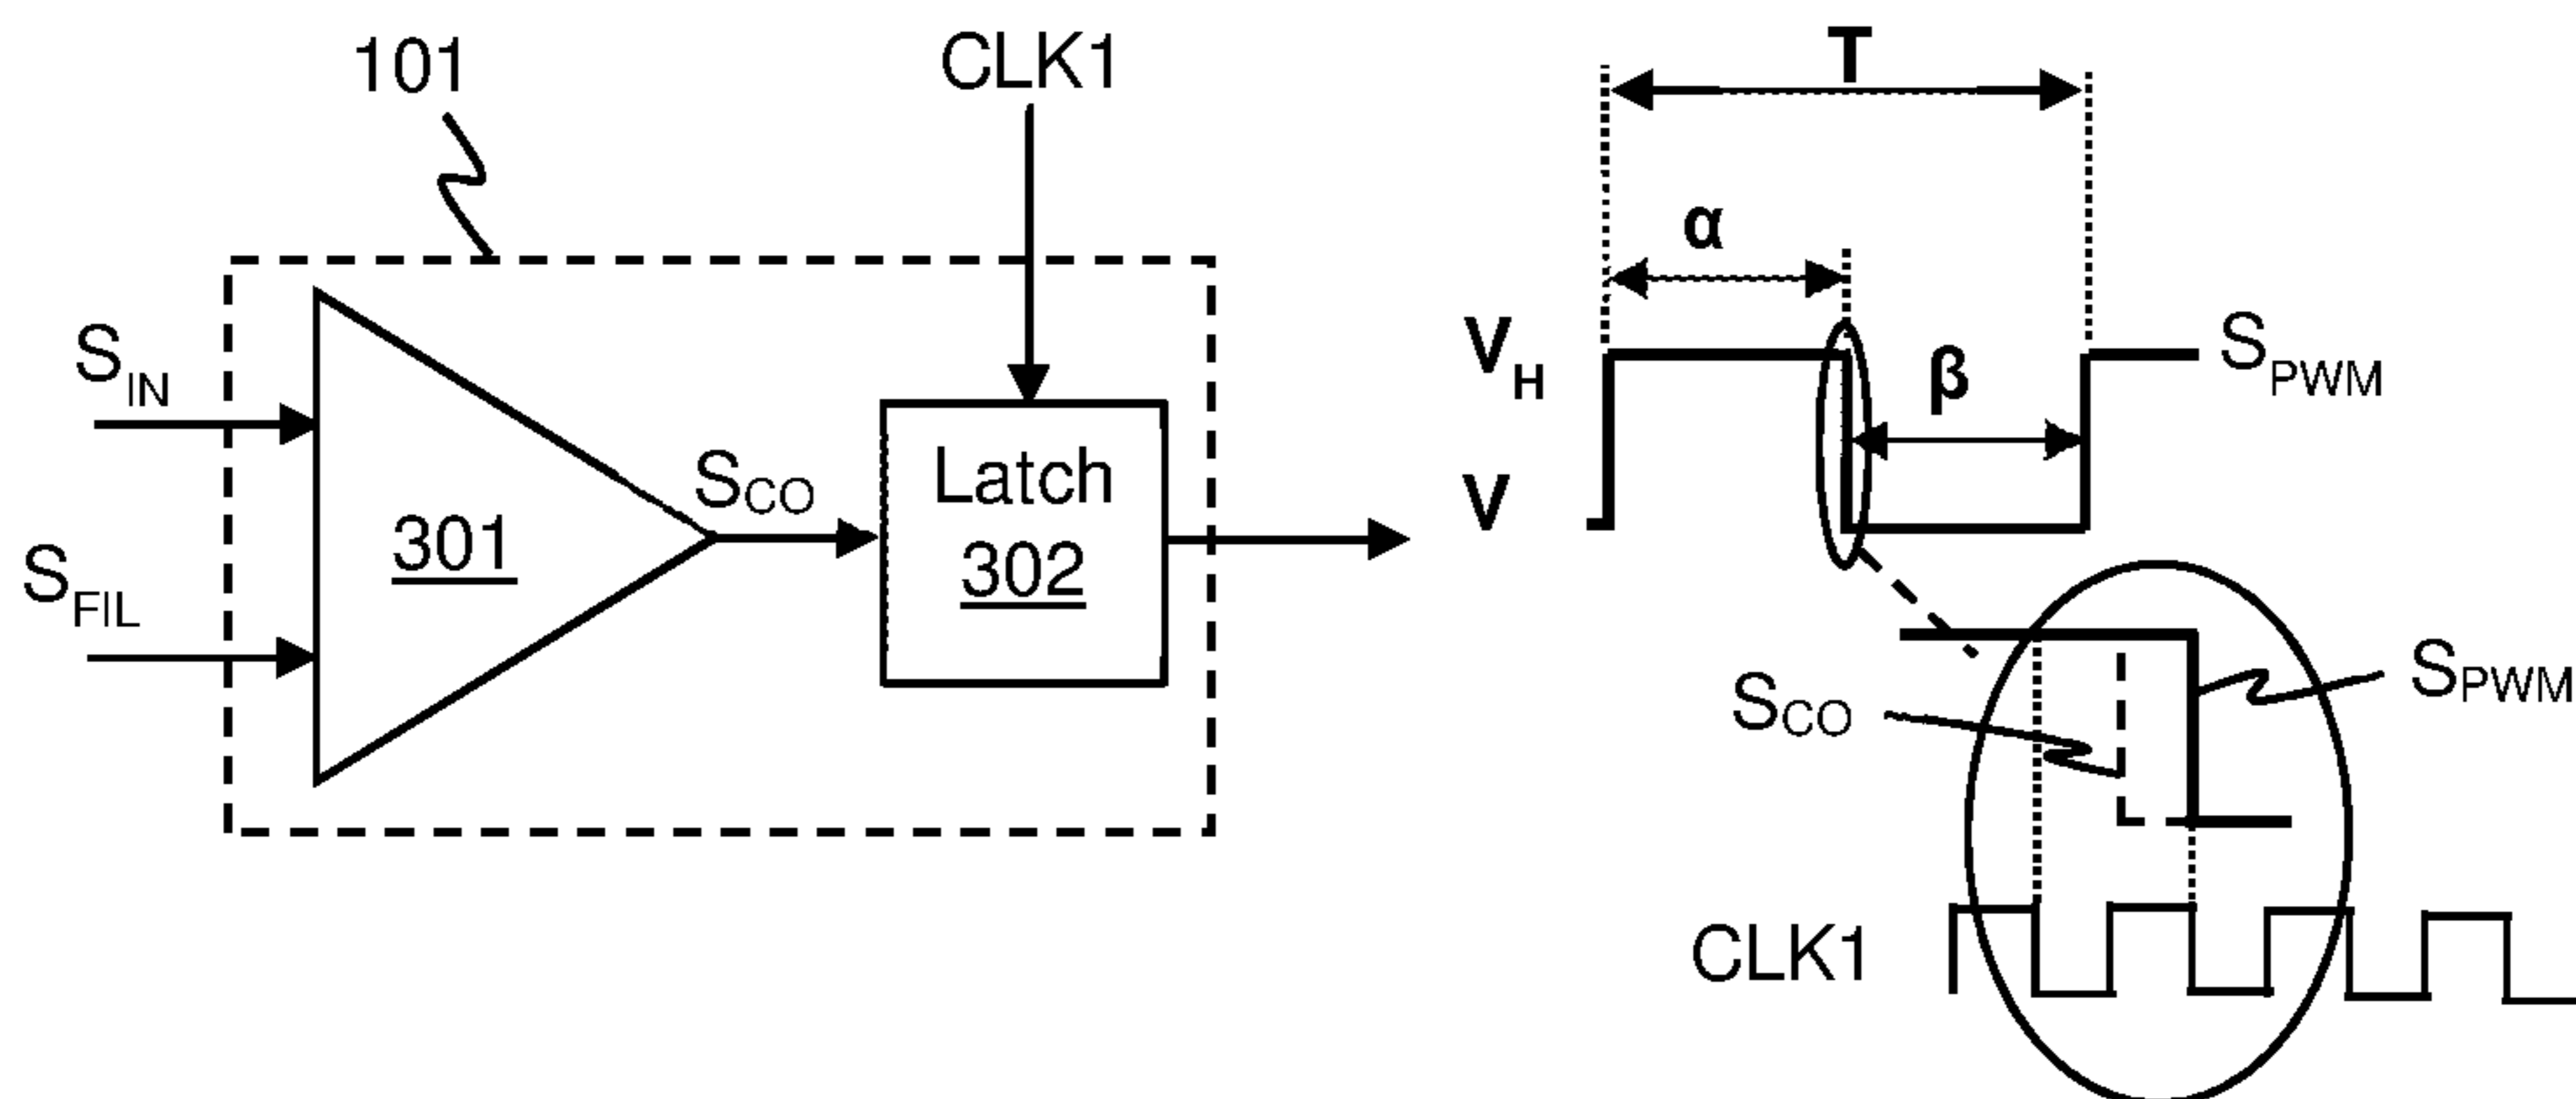 101
CLK1
T
α
S_IN
V_H
β
S_PWM
S_CO
Latch
302
V
301
S_FIL
S_CO
S_PWM
CLK1